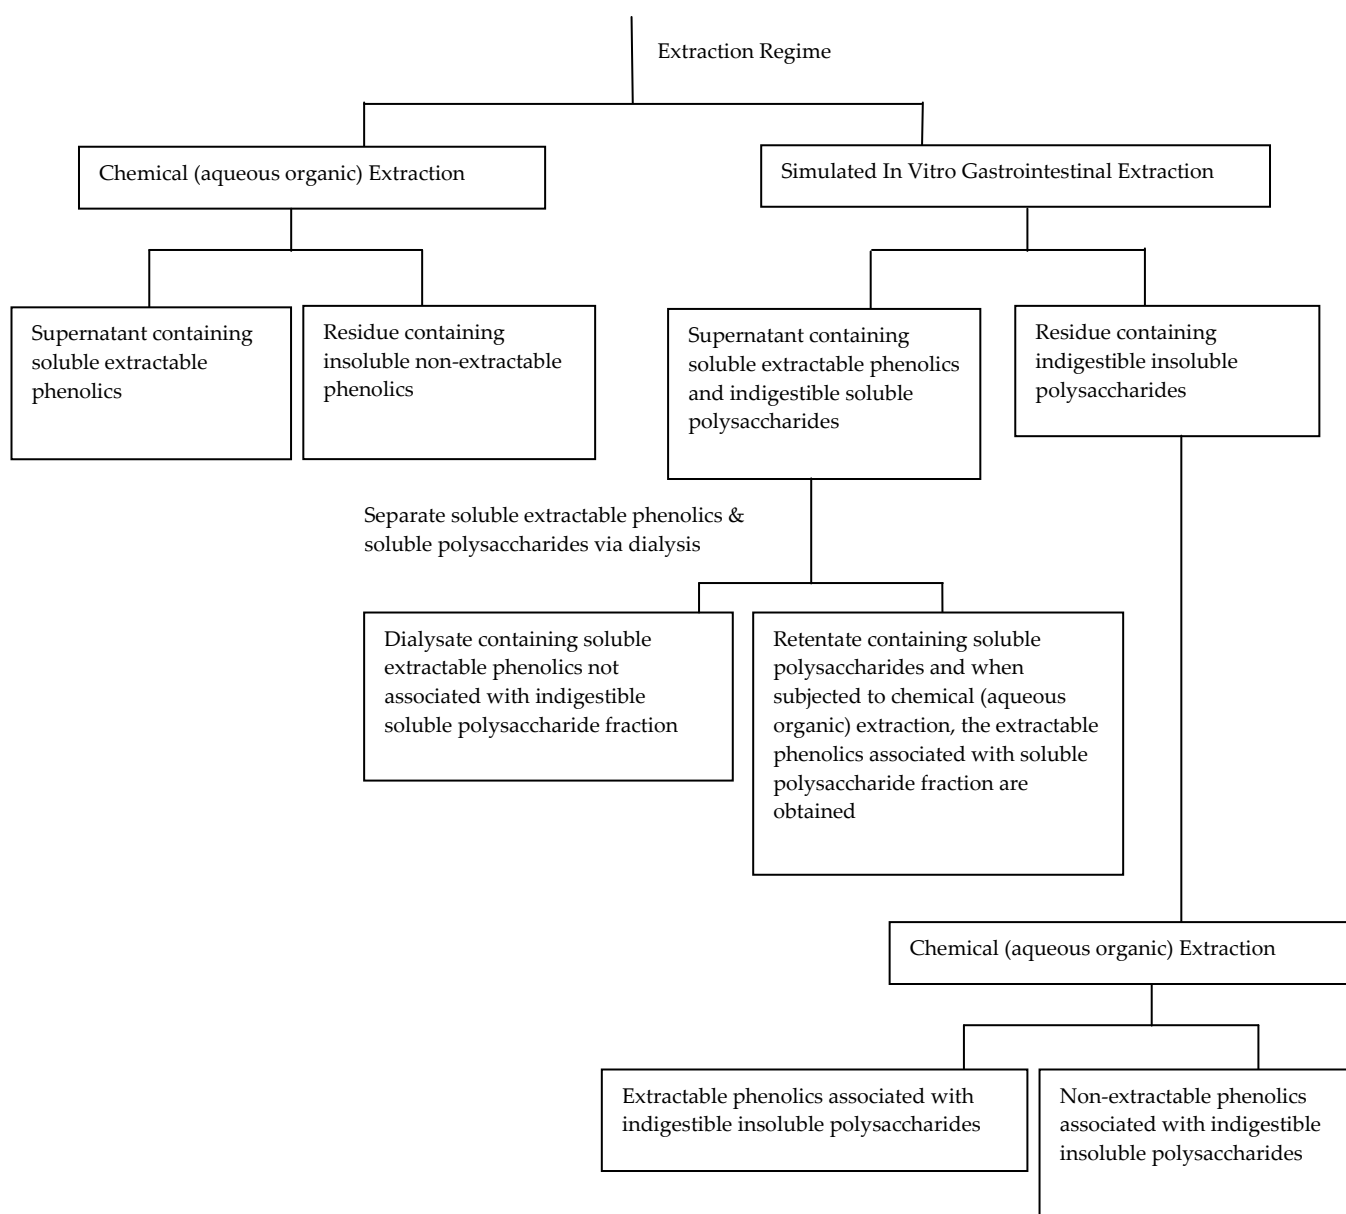 Extraction Regime
Chemical (aqueous organic) Extraction
Simulated In Vitro Gastrointestinal Extraction
Supernatant containing
soluble extractable
phenolics
Residue containing
insoluble non-extractable
phenolics
Supernatant containing
soluble extractable phenolics
and indigestible soluble
polysaccharides
Residue containing
indigestible insoluble
polysaccharides
Separate soluble extractable phenolics &
soluble polysaccharides via dialysis
Dialysate containing soluble
extractable phenolics not
associated with indigestible
soluble polysaccharide fraction
Retentate containing soluble
polysaccharides and when
subjected to chemical (aqueous
organic) extraction, the extractable
phenolics associated with soluble
polysaccharide fraction are
obtained
Chemical (aqueous organic) Extraction
Extractable phenolics associated with
indigestible insoluble polysaccharides
Non-extractable phenolics
associated with indigestible
insoluble polysaccharides